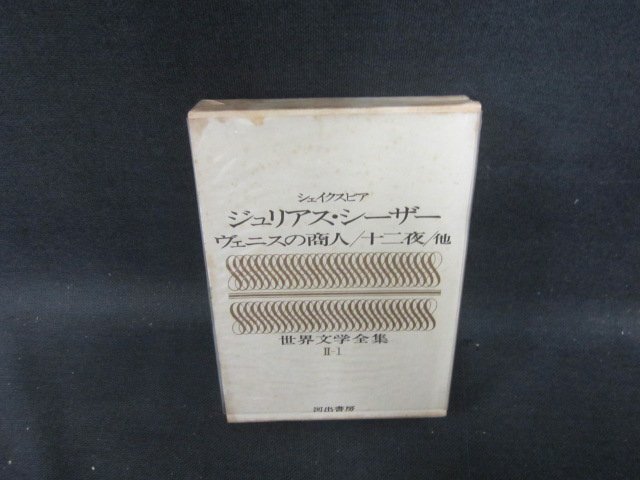 シェイクスピア
ジュリアス・シーザー
ヴェニスの商人/十二夜/他
世界文学全集
II-1
河出書房